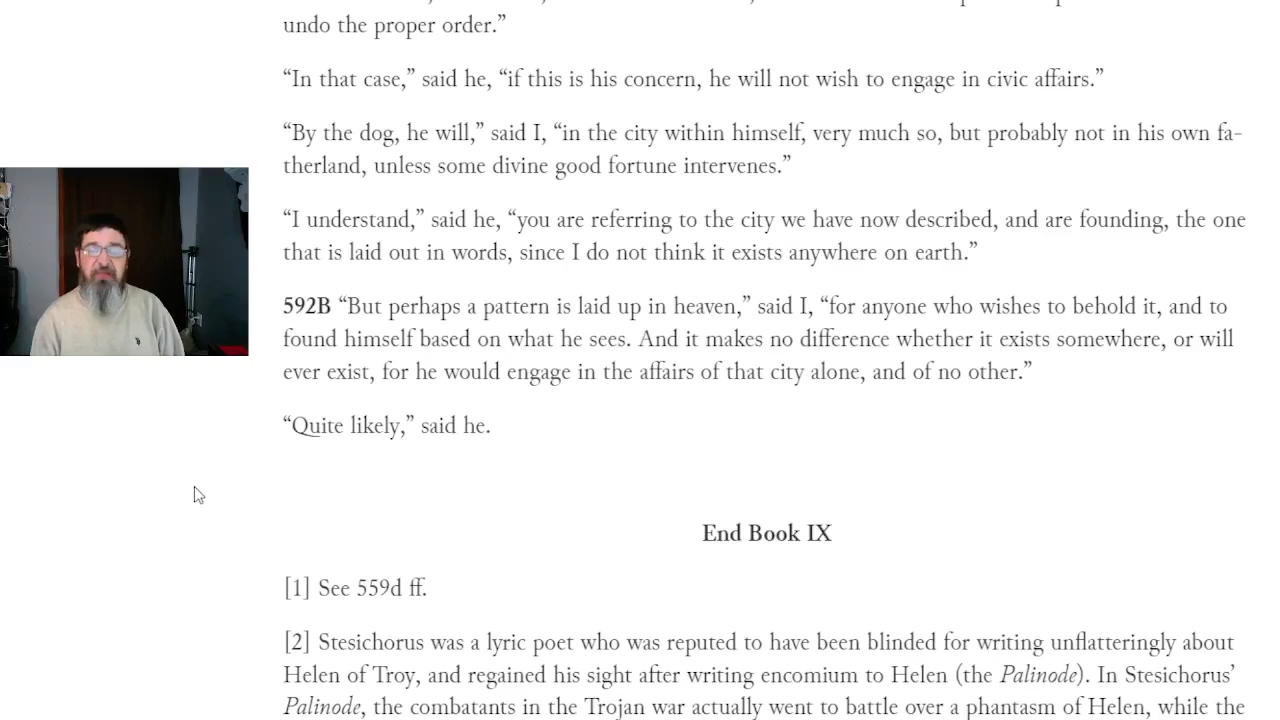 undo the proper order.”
“In that case,” said he, “if this is his concern, he will not wish to engage in civic affairs.”
“By the dog, he will,” said I, “in the city within himself, very much so, but probably not in his own fa-
therland, unless some divine good fortune intervenes.”
“I understand,” said he, “you are referring to the city we have now described, and are founding, the one
that is laid out in words, since I do not think it exists anywhere on earth.”
592B “But perhaps a pattern is laid up in heaven,” said I, “for anyone who wishes to behold it, and to
found himself based on what he sees. And it makes no difference whether it exists somewhere, or will
ever exist, for he would engage in the affairs of that city alone, and of no other.”
“Quite likely,” said he.
End Book IX
[1] See 559d ff.
[2] Stesichorus was a lyric poet who was reputed to have been blinded for writing unflatteringly about
Helen of Troy, and regained his sight after writing encomium to Helen (the Palinode). In Stesichorus’
Palinode, the combatants in the Trojan war actually went to battle over a phantasm of Helen, while the